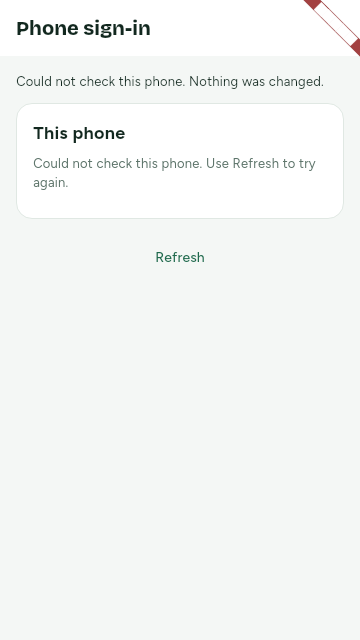 Phone sign-in
Could not check this phone. Nothing was changed.
This phone
Could not check this phone. Use Refresh to try
again.
Refresh